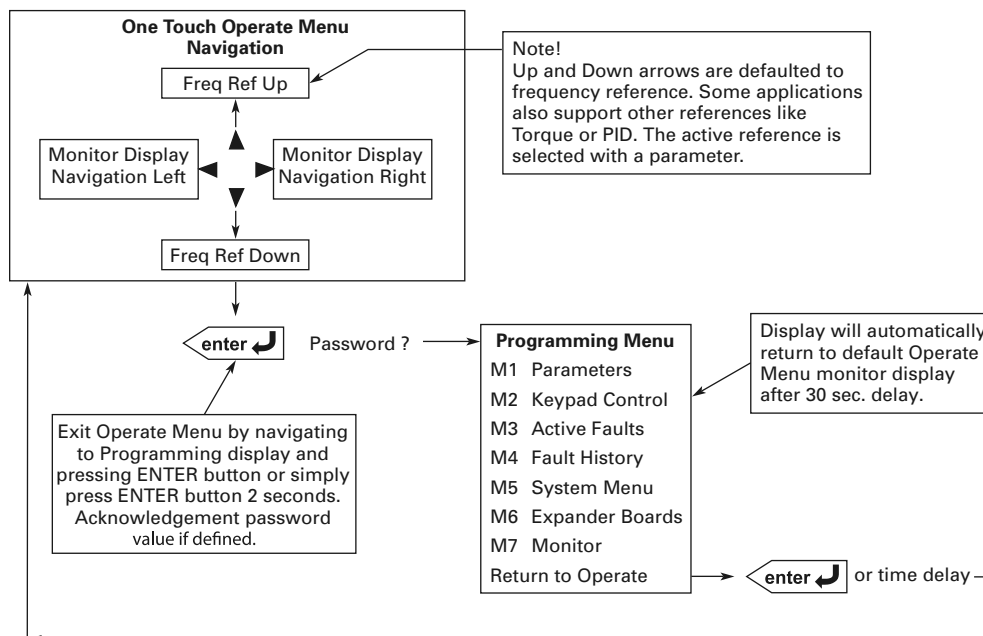 One Touch Operate Menu
Navigation
Freq Ref Up
Monitor Display
Navigation Left
Monitor Display
Navigation Right
Freq Ref Down
Note!
Up and Down arrows are defaulted to
frequency reference. Some applications
also support other references like
Torque or PID. The active reference is
selected with a parameter.
enter
Password ?
Exit Operate Menu by navigating
to Programming display and
pressing ENTER button or simply
press ENTER button 2 seconds.
Acknowledgement password
value if defined.
Programming Menu
M1 Parameters
M2 Keypad Control
M3 Active Faults
M4 Fault History
M5 System Menu
M6 Expander Boards
M7 Monitor
Return to Operate
Display will automatically
return to default Operate
Menu monitor display
after 30 sec. delay.
enter
or time delay